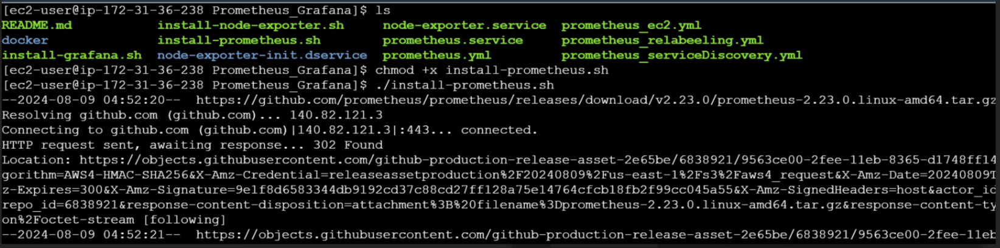 [ec2-user@ip-172-31-36-238 Prometheus_Grafana]$ ls
README.md install-node-exporter.sh node-exporter.service prometheus_ec2.yml
docker install-prometheus.sh prometheus.service prometheus_relabeeling.yml
install-grafana.sh node-exporter-init.dservice prometheus.yml prometheus_serviceDiscovery.yml
[ec2-user@ip-172-31-36-238 Prometheus_Grafana]$ chmod +x install-prometheus.sh
[ec2-user@ip-172-31-36-238 Prometheus_Grafana]$ ./install-prometheus.sh
--2024-08-09 04:52:20-- https://github.com/prometheus/prometheus/releases/download/v2.23.0/prometheus-2.23.0.linux-amd64.tar.gz
Resolving github.com (github.com)... 140.82.121.3
Connecting to github.com (github.com)|140.82.121.3|:443... connected.
HTTP request sent, awaiting response... 302 Found
Location: https://objects.githubusercontent.com/github-production-release-asset-2e65be/6838921/9563ce00-2fee-11eb-8365-d1748ff14
gorithm=AWS4-HMAC-SHA256&X-Amz-Credential=releaseassetproduction%2F20240809%2Fus-east-1%2Fs3%2Faws4_request&X-Amz-Date=20240809T
z-Expires=300&X-Amz-Signature=9e1f8d6583344db9192cd37c88cd27ff128a75e14764cfcb18fb2f99cc045a55&X-Amz-SignedHeaders=host&actor_id
repo_id=6838921&response-content-disposition=attachment%3B%20filename%3Dprometheus-2.23.0.linux-amd64.tar.gz&response-content-ty
on%2Foctet-stream [following]
--2024-08-09 04:52:21-- https://objects.githubusercontent.com/github-production-release-asset-2e65be/6838921/9563ce00-2fee-11eb